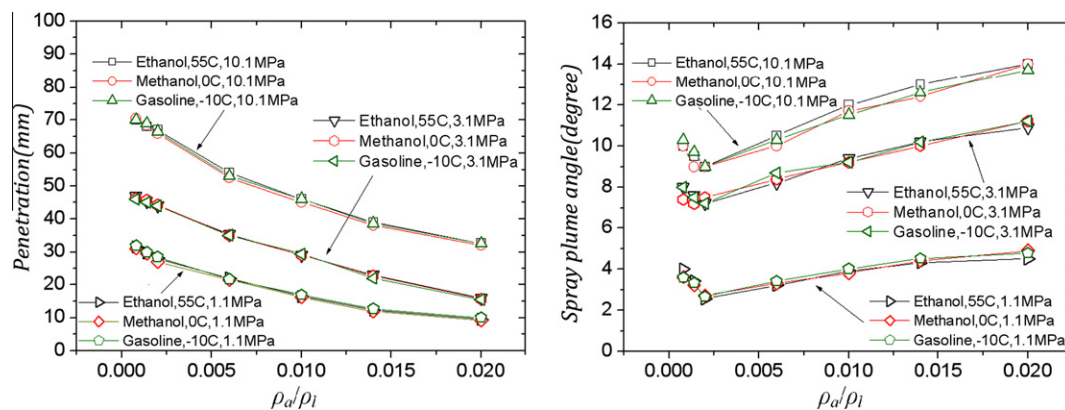 100
90
80
70
60
50
40
30
20
10
0
Penetration(mm)
Ethanol,55C,10.1MPa
Methanol,0C,10.1MPa
Gasoline,-10C,10.1MPa
Ethanol,55C,3.1MPa
Methanol,0C,3.1MPa
Gasoline,-10C,3.1MPa
Ethanol,55C,1.1MPa
Methanol,0C,1.1MPa
Gasoline,-10C,1.1MPa
0.000 0.005 0.010 0.015 0.020
ρa/ρl
16
14
12
10
8
6
4
2
0
Spray plume angle(degree)
Ethanol,55C,10.1MPa
Methanol,0C,10.1MPa
Gasoline,-10C,10.1MPa
Ethanol,55C,3.1MPa
Methanol,0C,3.1MPa
Gasoline,-10C,3.1MPa
Ethanol,55C,1.1MPa
Methanol,0C,1.1MPa
Gasoline,-10C,1.1MPa
0.000 0.005 0.010 0.015 0.020
ρa/ρl